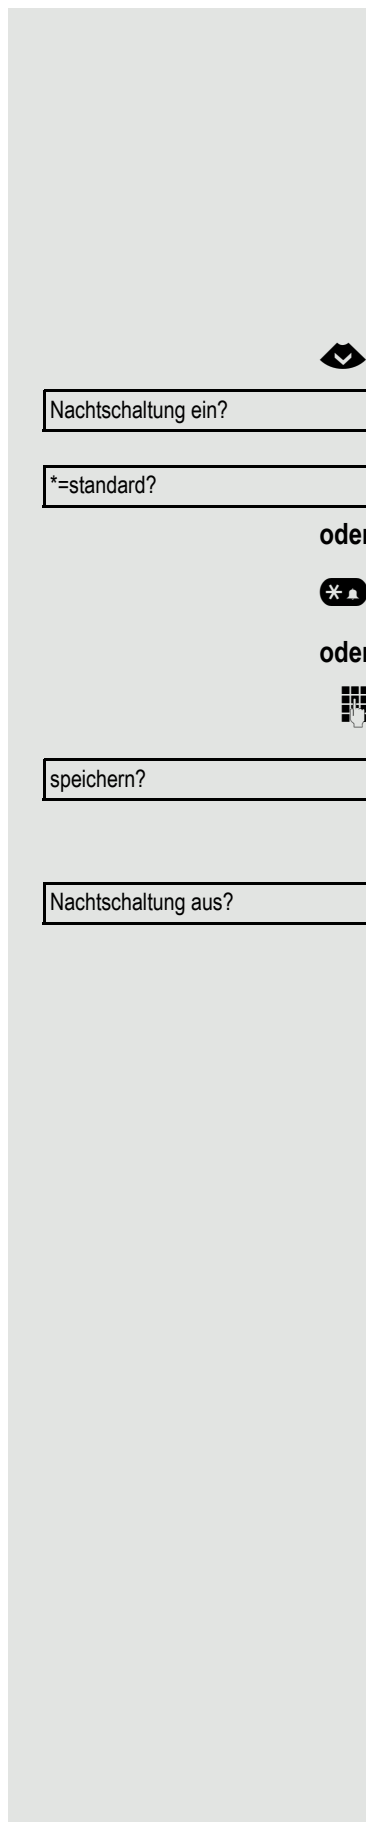 Nachtschaltung ein?
*=standard?
oder
oder
speichern?
Nachtschaltung aus?